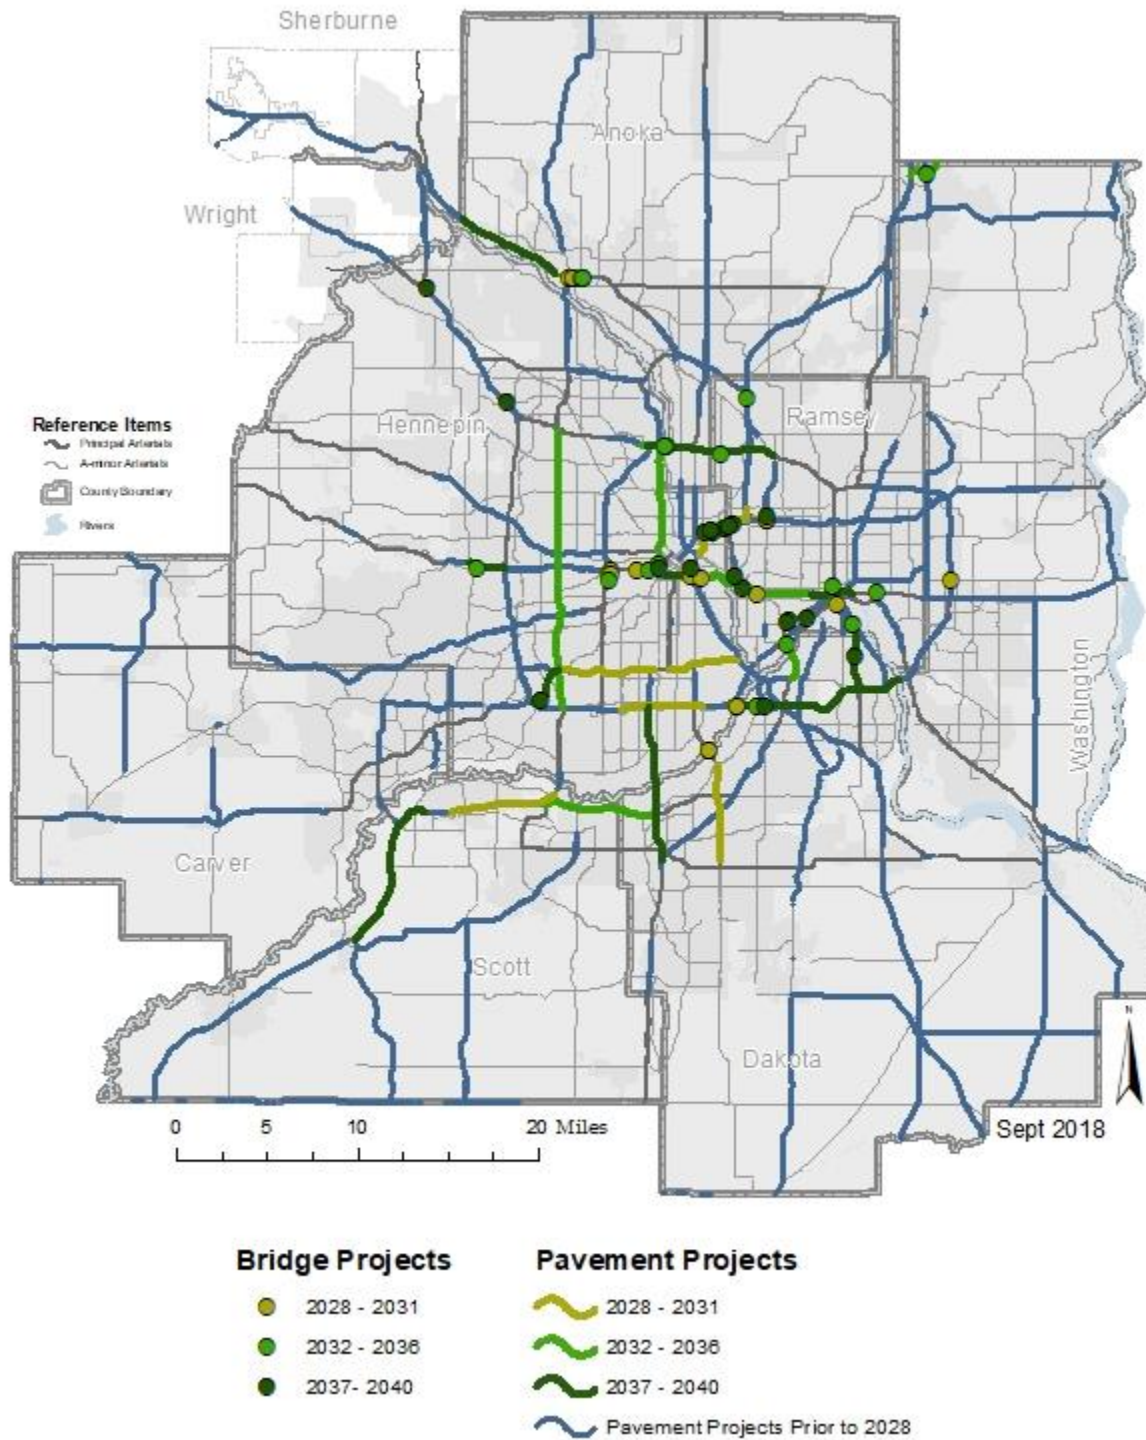 Sherburne
Anoka
Wright
Reference Items
Principal Arterials
A-minor Arterials
County Boundary
Rivers
Hennepin
Ramsey
Washington
Carver
Scott
Dakota
N
0 5 10 20 Miles
Sept 2018
Bridge Projects
2028 - 2031
2032 - 2036
2037- 2040
Pavement Projects
2028 - 2031
2032 - 2036
2037 - 2040
Pavement Projects Prior to 2028